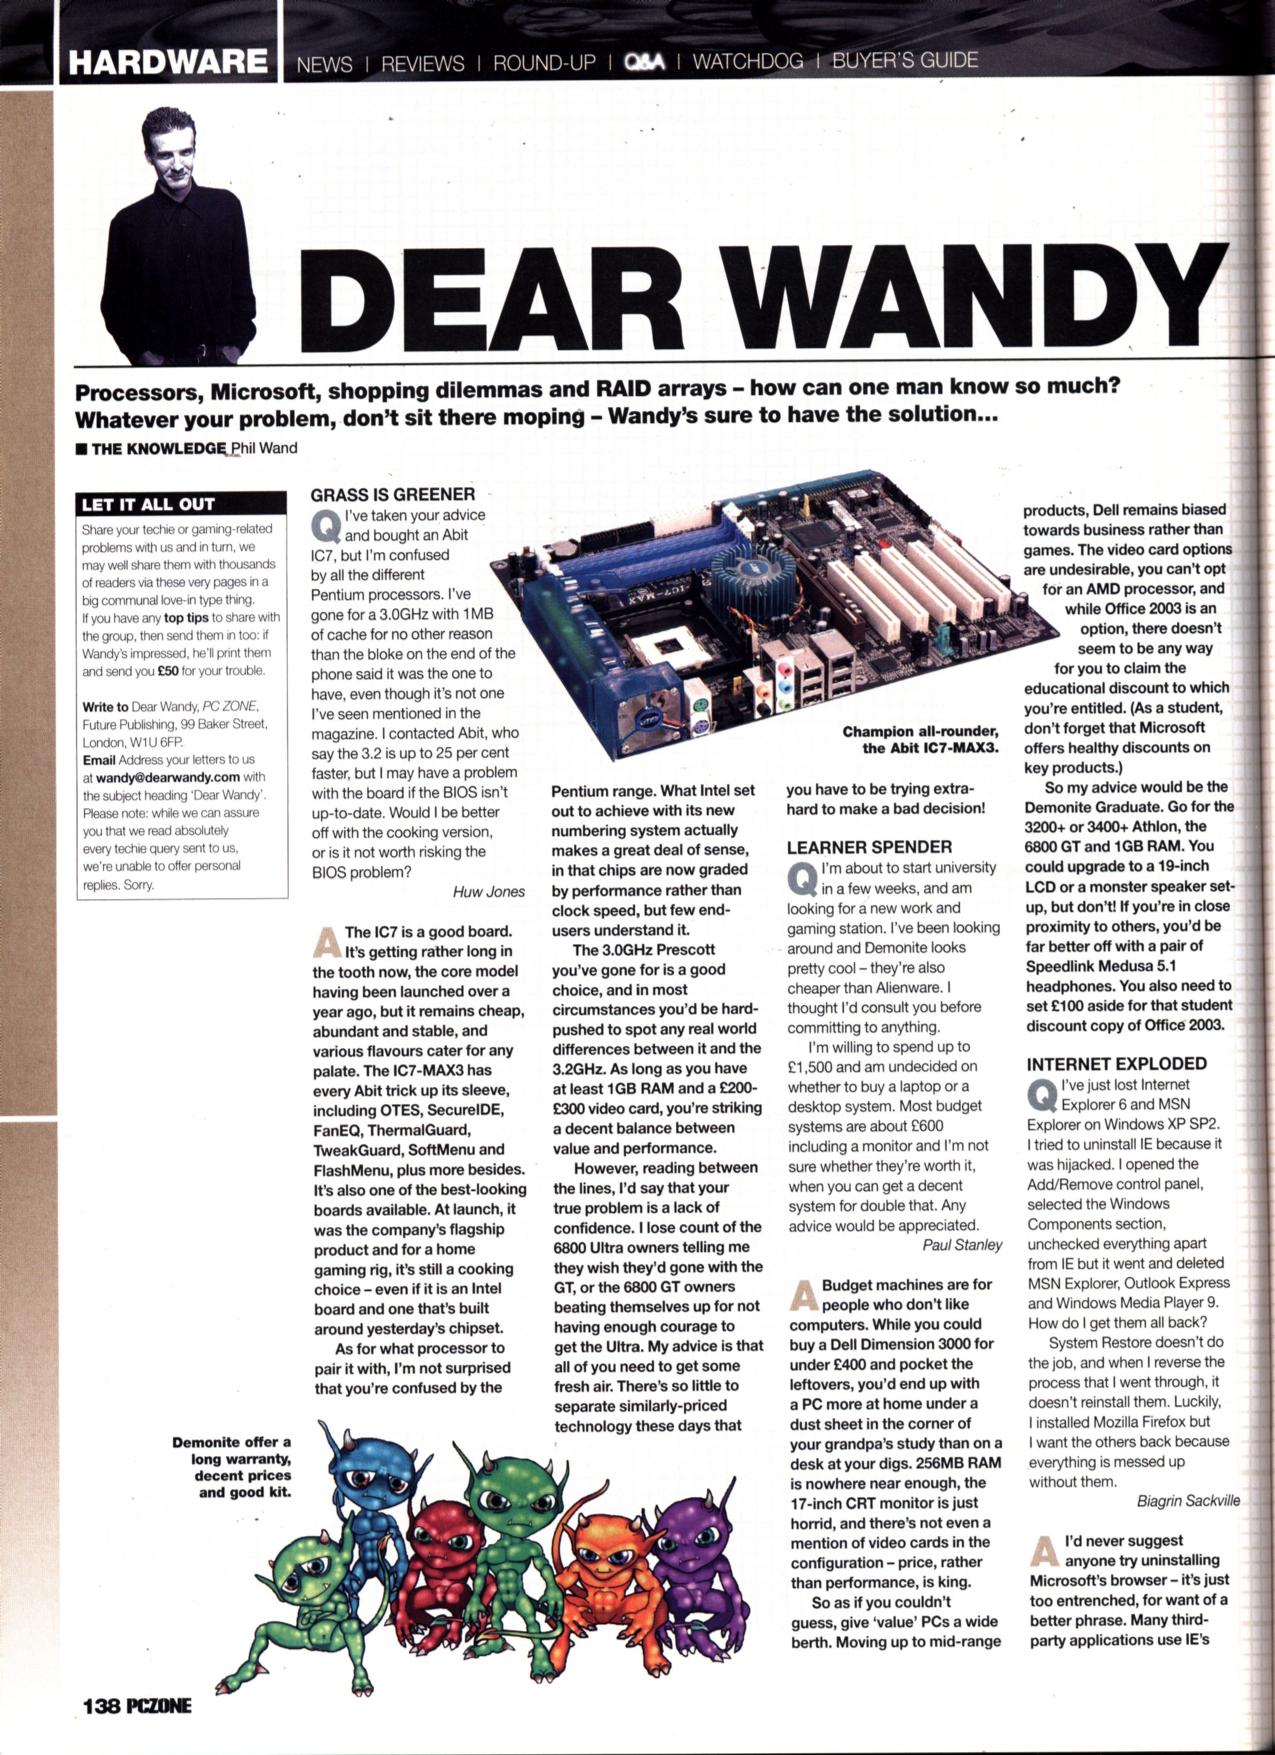 HARDWARE
NEWS | REVIEWS | ROUND-UP | Q&A | WATCHDOG | BUYER'S GUIDE
DEAR WANDY
Processors, Microsoft, shopping dilemmas and RAID arrays – how can one man know so much?
Whatever your problem, don't sit there moping – Wandy's sure to have the solution...
■ THE KNOWLEDGE Phil Wand
LET IT ALL OUT
Share your techie or gaming-related
problems with us and in turn, we
may well share them with thousands
of readers via these very pages in a
big communal love-in type thing.
If you have any top tips to share with
the group, then send them in too: if
Wandy's impressed, he'll print them
and send you £50 for your trouble.
Write to Dear Wandy, PC ZONE,
Future Publishing, 99 Baker Street,
London, W1U 6FP.
Email Address your letters to us
at wandy@dearwandy.com with
the subject heading 'Dear Wandy'.
Please note: while we can assure
you that we read absolutely
every techie query sent to us,
we're unable to offer personal
replies. Sorry.
GRASS IS GREENER
Q I've taken your advice
and bought an Abit
IC7, but I'm confused
by all the different
Pentium processors. I've
gone for a 3.0GHz with 1MB
of cache for no other reason
than the bloke on the end of the
phone said it was the one to
have, even though it's not one
I've seen mentioned in the
magazine. I contacted Abit, who
say the 3.2 is up to 25 per cent
faster, but I may have a problem
with the board if the BIOS isn't
up-to-date. Would I be better
off with the cooking version,
or is it not worth risking the
BIOS problem?
Huw Jones
A The IC7 is a good board.
It's getting rather long in
the tooth now, the core model
having been launched over a
year ago, but it remains cheap,
abundant and stable, and
various flavours cater for any
palate. The IC7-MAX3 has
every Abit trick up its sleeve,
including OTES, SecureIDE,
FanEQ, ThermalGuard,
TweakGuard, SoftMenu and
FlashMenu, plus more besides.
It's also one of the best-looking
boards available. At launch, it
was the company's flagship
product and for a home
gaming rig, it's still a cooking
choice – even if it is an Intel
board and one that's built
around yesterday's chipset.
As for what processor to
pair it with, I'm not surprised
that you're confused by the
IC7-MAX3
Champion all-rounder,
the Abit IC7-MAX3.
Pentium range. What Intel set
out to achieve with its new
numbering system actually
makes a great deal of sense,
in that chips are now graded
by performance rather than
clock speed, but few end-
users understand it.
The 3.0GHz Prescott
you've gone for is a good
choice, and in most
circumstances you'd be hard-
pushed to spot any real world
differences between it and the
3.2GHz. As long as you have
at least 1GB RAM and a £200-
£300 video card, you're striking
a decent balance between
value and performance.
However, reading between
the lines, I'd say that your
true problem is a lack of
confidence. I lose count of the
6800 Ultra owners telling me
they wish they'd gone with the
GT, or the 6800 GT owners
beating themselves up for not
having enough courage to
get the Ultra. My advice is that
all of you need to get some
fresh air. There's so little to
separate similarly-priced
technology these days that
you have to be trying extra-
hard to make a bad decision!
LEARNER SPENDER
Q I'm about to start university
in a few weeks, and am
looking for a new work and
gaming station. I've been looking
around and Demonite looks
pretty cool – they're also
cheaper than Alienware. I
thought I'd consult you before
committing to anything.
I'm willing to spend up to
£1,500 and am undecided on
whether to buy a laptop or a
desktop system. Most budget
systems are about £600
including a monitor and I'm not
sure whether they're worth it,
when you can get a decent
system for double that. Any
advice would be appreciated.
Paul Stanley
A Budget machines are for
people who don't like
computers. While you could
buy a Dell Dimension 3000 for
under £400 and pocket the
leftovers, you'd end up with
a PC more at home under a
dust sheet in the corner of
your grandpa's study than on a
desk at your digs. 256MB RAM
is nowhere near enough, the
17-inch CRT monitor is just
horrid, and there's not even a
mention of video cards in the
configuration – price, rather
than performance, is king.
So as if you couldn't
guess, give 'value' PCs a wide
berth. Moving up to mid-range
products, Dell remains biased
towards business rather than
games. The video card options
are undesirable, you can't opt
for an AMD processor, and
while Office 2003 is an
option, there doesn't
seem to be any way
for you to claim the
educational discount to which
you're entitled. (As a student,
don't forget that Microsoft
offers healthy discounts on
key products.)
So my advice would be the
Demonite Graduate. Go for the
3200+ or 3400+ Athlon, the
6800 GT and 1GB RAM. You
could upgrade to a 19-inch
LCD or a monster speaker set-
up, but don't! If you're in close
proximity to others, you'd be
far better off with a pair of
Speedlink Medusa 5.1
headphones. You also need to
set £100 aside for that student
discount copy of Office 2003.
INTERNET EXPLODED
Q I've just lost Internet
Explorer 6 and MSN
Explorer on Windows XP SP2.
I tried to uninstall IE because it
was hijacked. I opened the
Add/Remove control panel,
selected the Windows
Components section,
unchecked everything apart
from IE but it went and deleted
MSN Explorer, Outlook Express
and Windows Media Player 9.
How do I get them all back?
System Restore doesn't do
the job, and when I reverse the
process that I went through, it
doesn't reinstall them. Luckily,
I installed Mozilla Firefox but
I want the others back because
everything is messed up
without them.
Biagrin Sackville
A I'd never suggest
anyone try uninstalling
Microsoft's browser – it's just
too entrenched, for want of a
better phrase. Many third-
party applications use IE's
Demonite offer a
long warranty,
decent prices
and good kit.
138 PCZONE